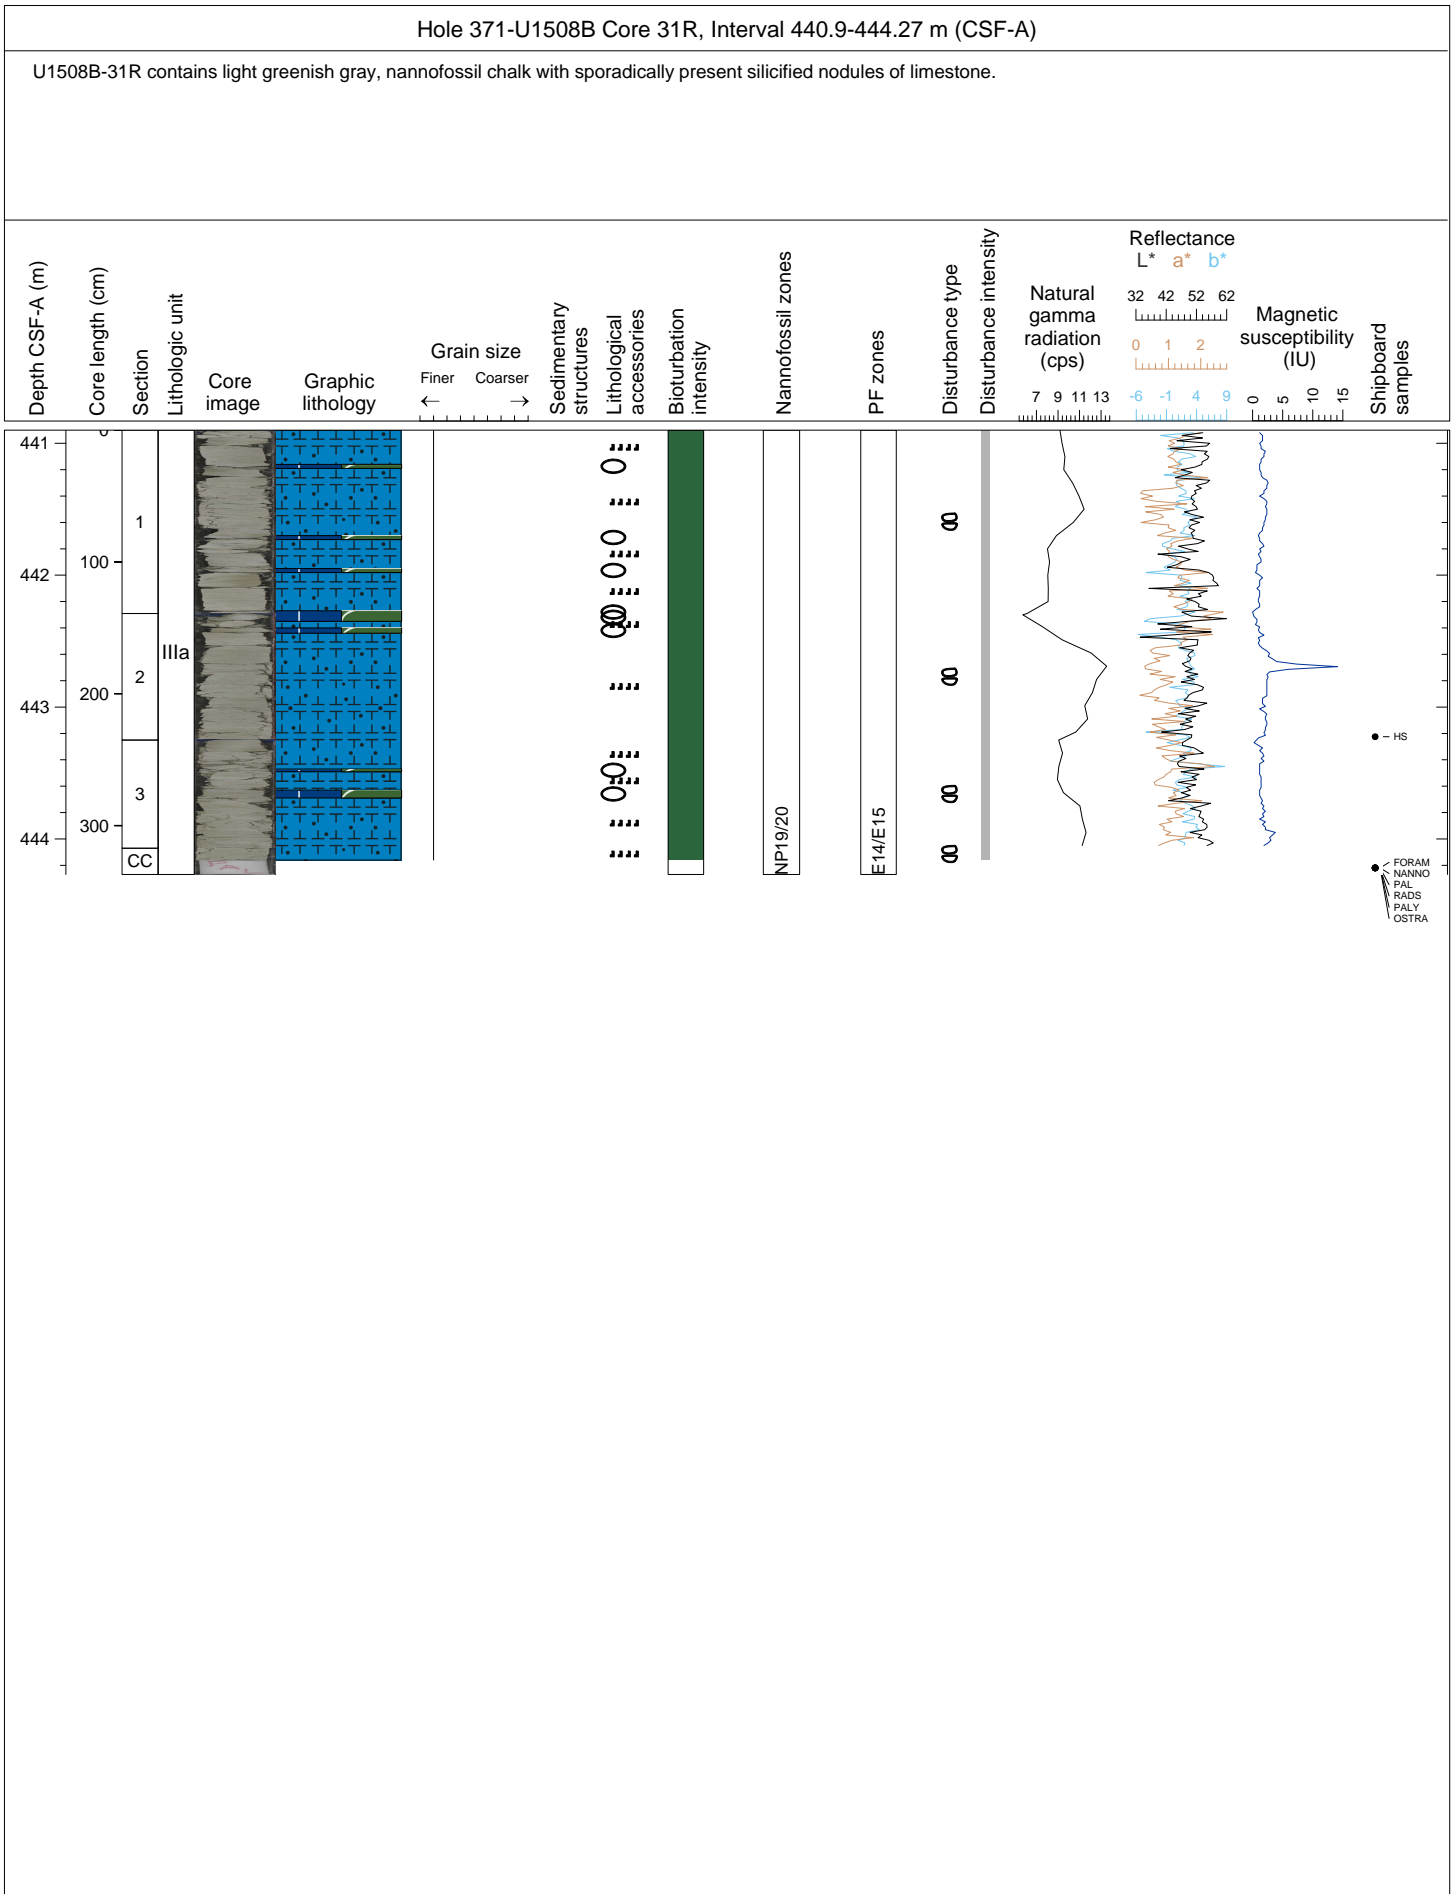 Hole 371-U1508B Core 31R, Interval 440.9-444.27 m (CSF-A)
U1508B-31R contains light greenish gray, nannofossil chalk with sporadically present silicified nodules of limestone.
Depth CSF-A (m)
Core length (cm)
Section
Lithologic unit
Core
image
Graphic
lithology
Grain size
Finer Coarser
← →
Sedimentary
structures
Lithological
accessories
Bioturbation
intensity
Nannofossil zones
PF zones
Disturbance type
Disturbance intensity
Natural
gamma
radiation
(cps)
7 9 11 13
Reflectance
L* a* b*
32 42 52 62
0 1 2
-6 -1 4 9
Magnetic
susceptibility
(IU)
0 5 10 15
Shipboard
samples
441
442
443
444
0
100
200
300
1
2
3
CC
IIIa
NP19/20
E14/E15
HS
FORAM
NANNO
PAL
RADS
PALY
OSTRA